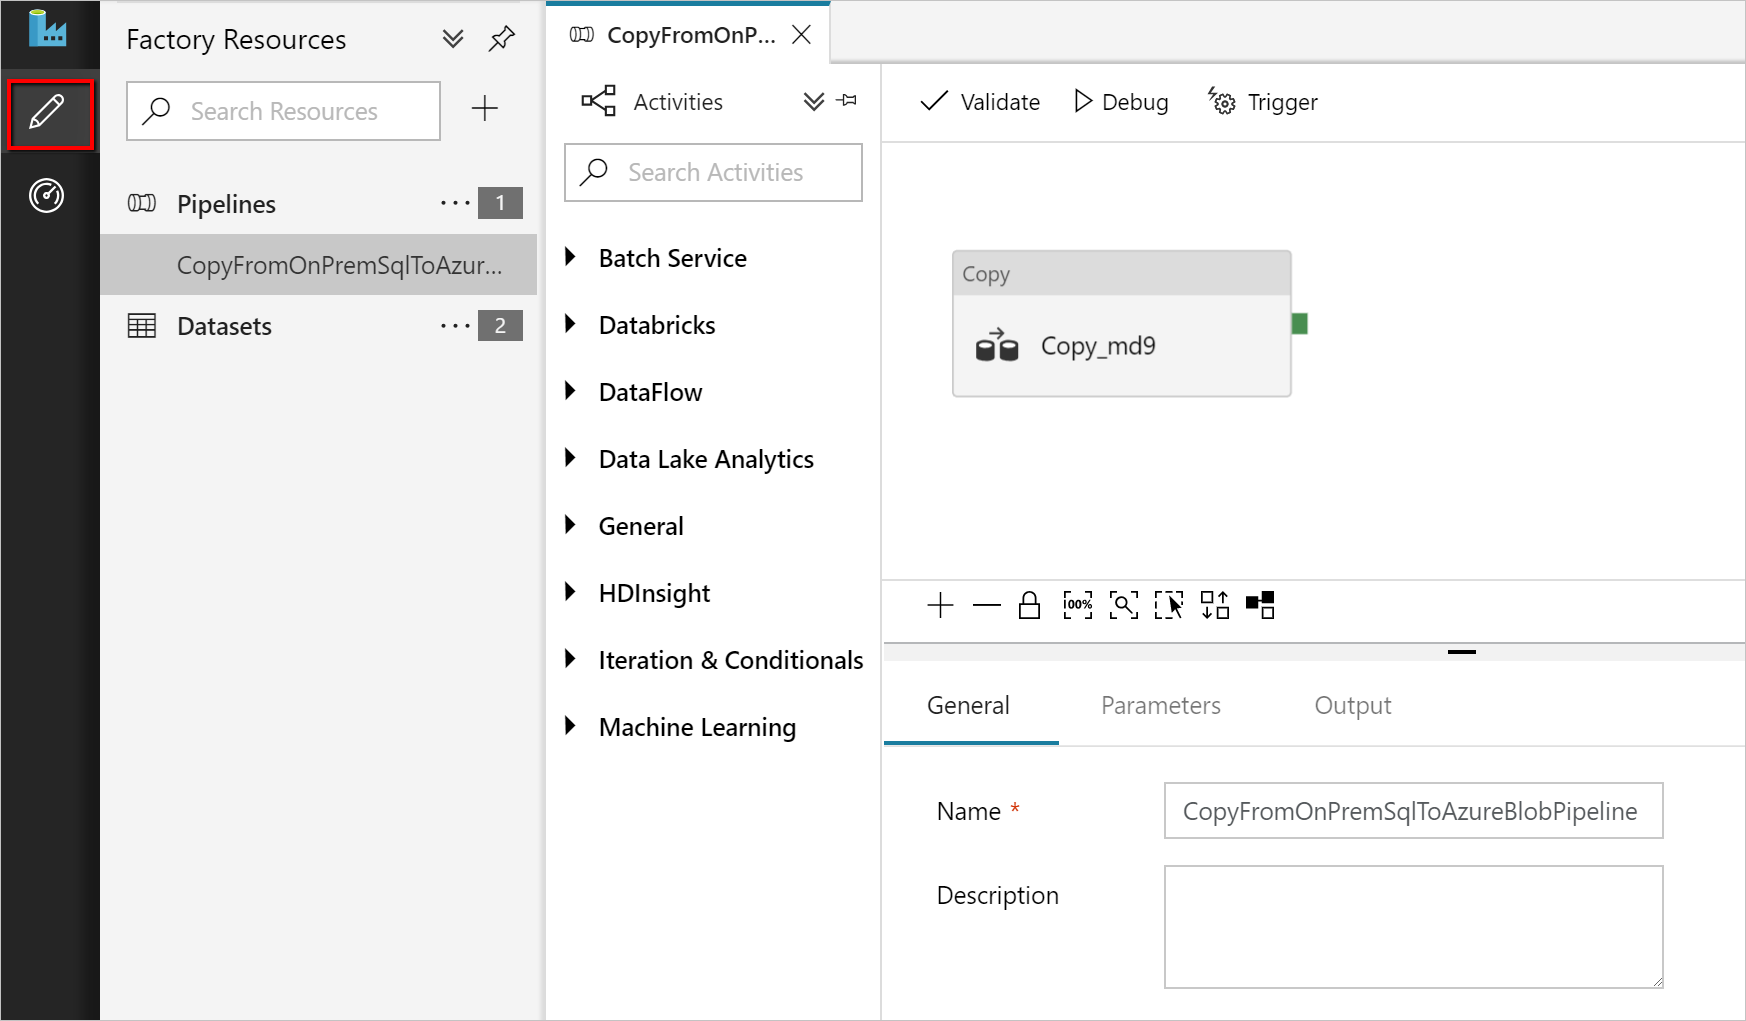 Factory Resources
Search Resources
Pipelines
1
CopyFromOnPremSqlToAzur...
Datasets
2
CopyFromOnP...
Activities
Search Activities
Batch Service
Databricks
DataFlow
Data Lake Analytics
General
HDInsight
Iteration & Conditionals
Machine Learning
Validate
Debug
Trigger
Copy
Copy_md9
100%
General
Parameters
Output
Name *
CopyFromOnPremSqlToAzureBlobPipeline
Description